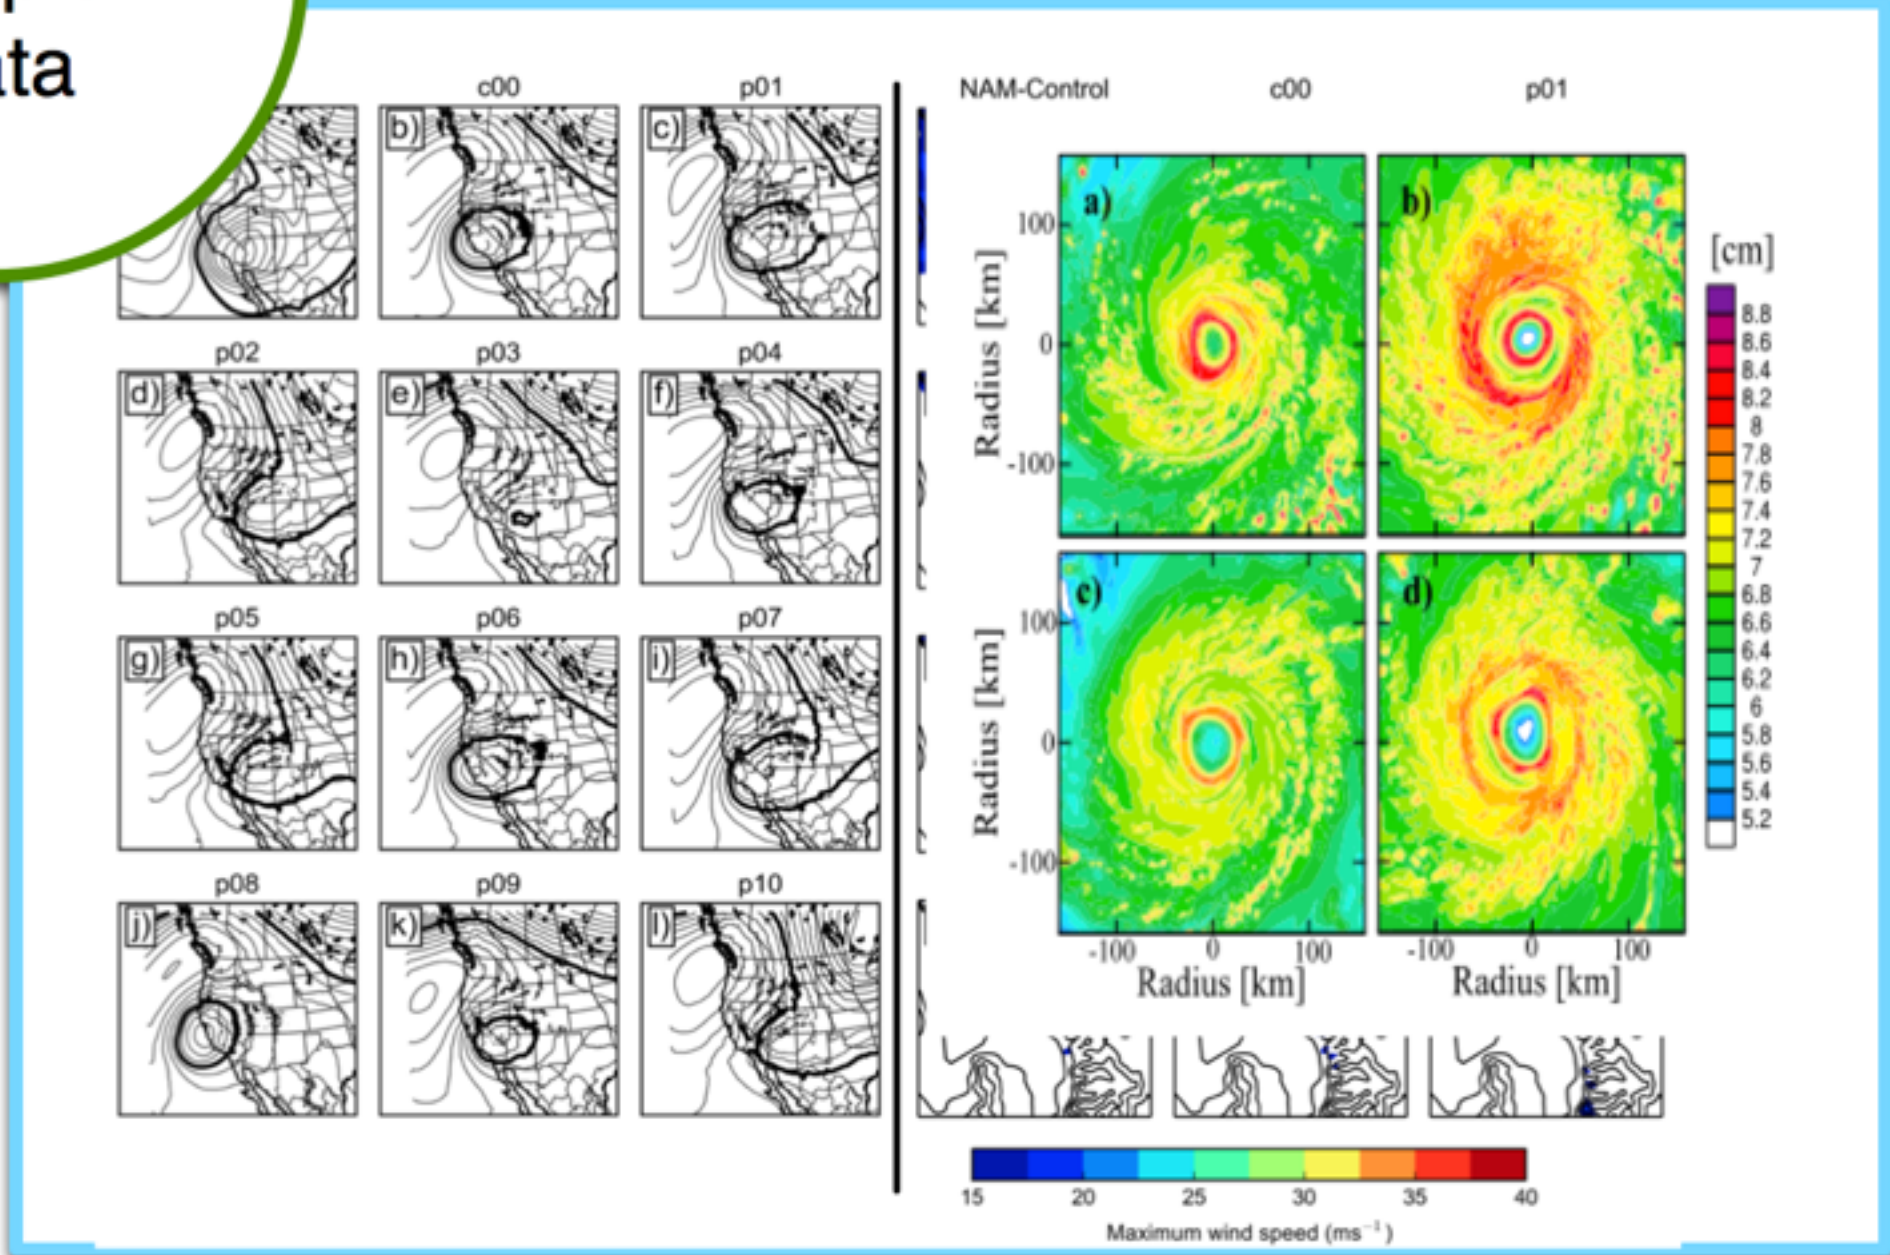 ata
c00
p01
b)
c)
p02
p03
p04
d)
e)
f)
p05
p06
p07
g)
h)
i)
p08
p09
p10
j)
k)
l)
NAM-Control
c00
p01
a)
b)
100
0
-100
Radius [km]
c)
d)
100
0
-100
Radius [km]
-100
0
100
-100
0
100
Radius [km]
Radius [km]
[cm]
8.8
8.6
8.4
8.2
8
7.8
7.6
7.4
7.2
7
6.8
6.6
6.4
6.2
6
5.8
5.6
5.4
5.2
15
20
25
30
35
40
Maximum wind speed (ms⁻¹)